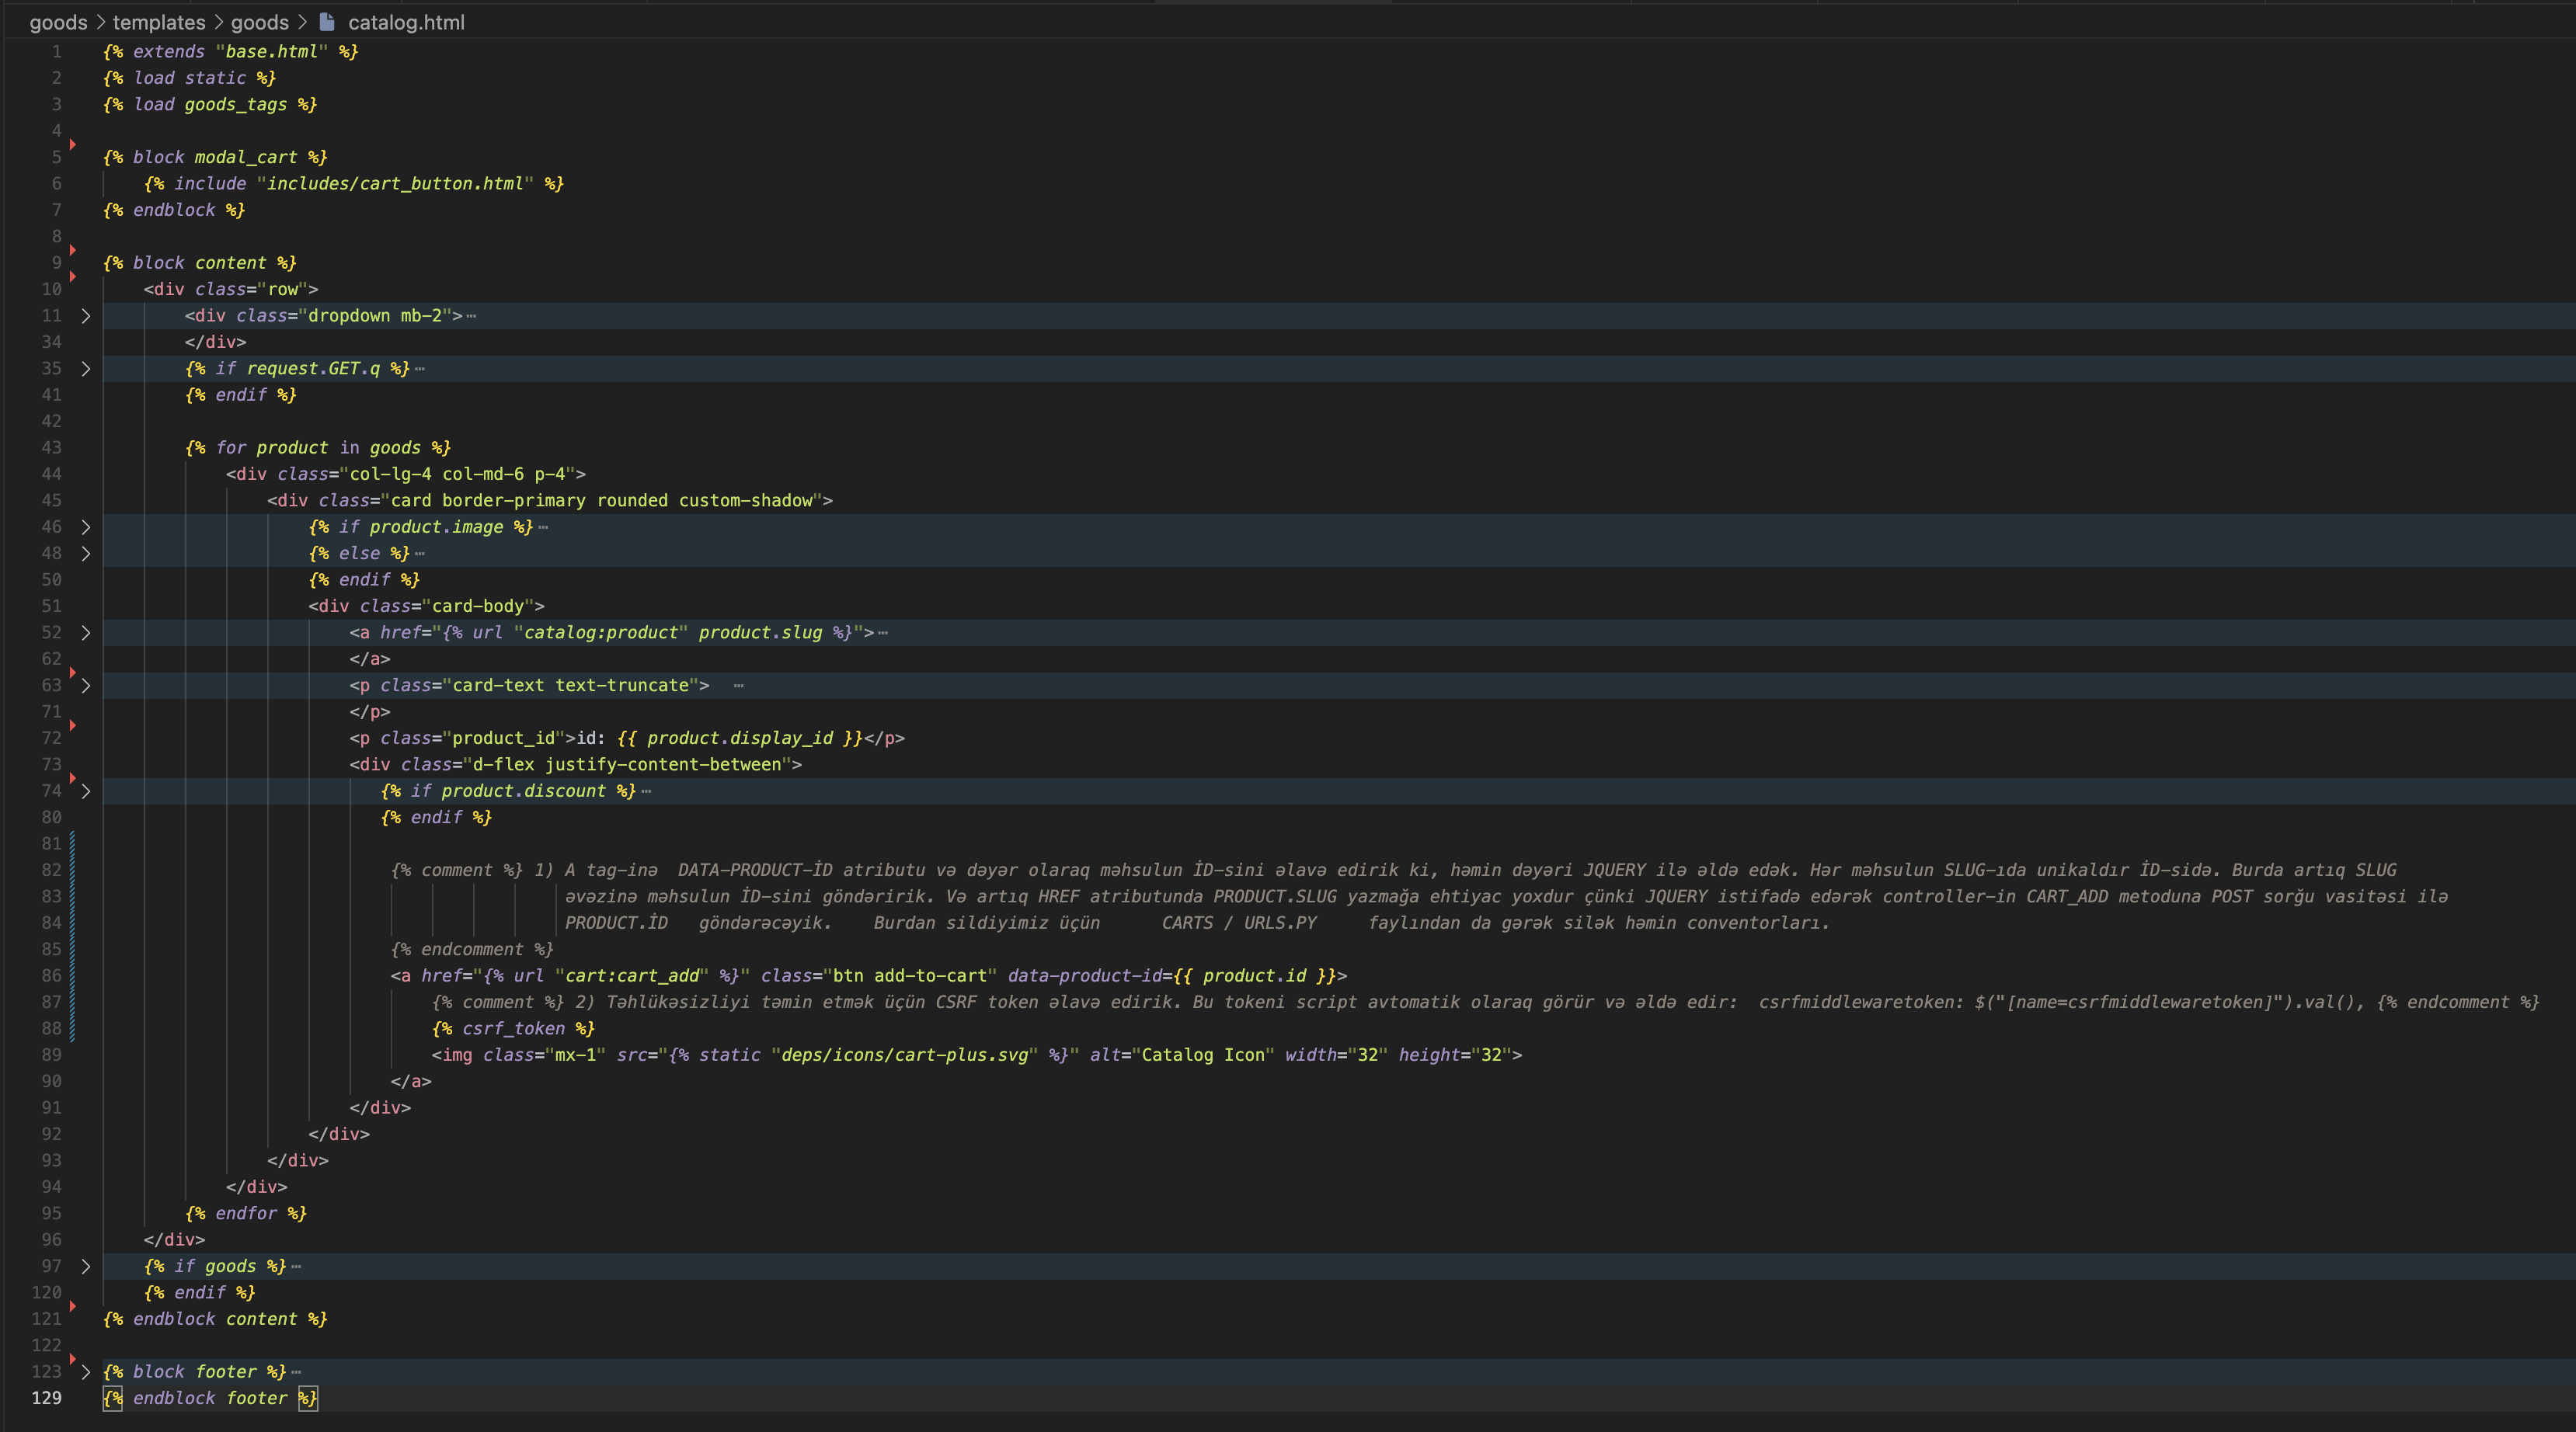 goods > templates > goods > catalog.html
1 {% extends "base.html" %}
2 {% load static %}
3 {% load goods_tags %}
4
5 {% block modal_cart %}
6 {% include "includes/cart_button.html" %}
7 {% endblock %}
8
9 {% block content %}
10 <div class="row">
11 <div class="dropdown mb-2">⋯
34 </div>
35 {% if request.GET.q %}⋯
41 {% endif %}
42
43 {% for product in goods %}
44 <div class="col-lg-4 col-md-6 p-4">
45 <div class="card border-primary rounded custom-shadow">
46 {% if product.image %}⋯
48 {% else %}⋯
50 {% endif %}
51 <div class="card-body">
52 <a href="{% url "catalog:product" product.slug %}">⋯
62 </a>
63 <p class="card-text text-truncate"> ⋯
71 </p>
72 <p class="product_id">id: {{ product.display_id }}</p>
73 <div class="d-flex justify-content-between">
74 {% if product.discount %}⋯
80 {% endif %}
81
82 {% comment %} 1) A tag-inə DATA-PRODUCT-İD atributu və dəyər olaraq məhsulun İD-sini əlavə edirik ki, həmin dəyəri JQUERY ilə əldə edək. Hər məhsulun SLUG-ıda unikaldır İD-sidə. Burda artıq SLUG
83 əvəzinə məhsulun İD-sini göndəririk. Və artıq HREF atributunda PRODUCT.SLUG yazmağa ehtiyac yoxdur çünki JQUERY istifadə edərək controller-in CART_ADD metoduna POST sorğu vasitəsi ilə
84 PRODUCT.İD göndərəcəyik. Burdan sildiyimiz üçün CARTS / URLS.PY faylından da gərək silək həmin conventorları.
85 {% endcomment %}
86 <a href="{% url "cart:cart_add" %}" class="btn add-to-cart" data-product-id={{ product.id }}>
87 {% comment %} 2) Təhlükəsizliyi təmin etmək üçün CSRF token əlavə edirik. Bu tokeni script avtomatik olaraq görür və əldə edir: csrfmiddlewaretoken: $("[name=csrfmiddlewaretoken]").val(), {% endcomment %}
88 {% csrf_token %}
89 <img class="mx-1" src="{% static "deps/icons/cart-plus.svg" %}" alt="Catalog Icon" width="32" height="32">
90 </a>
91 </div>
92 </div>
93 </div>
94 </div>
95 {% endfor %}
96 </div>
97 {% if goods %}⋯
120 {% endif %}
121 {% endblock content %}
122
123 {% block footer %}⋯
129 {% endblock footer %}